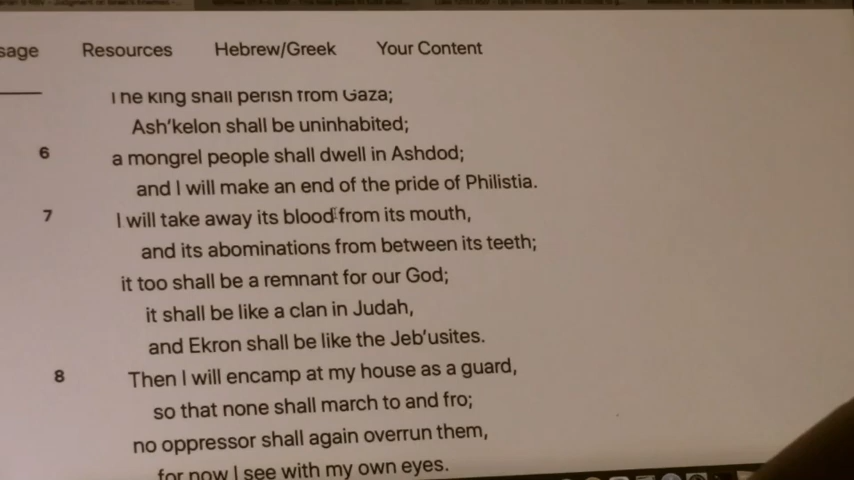 sage Resources Hebrew/Greek Your Content
The king shall perish from Gaza;
Ash′kelon shall be uninhabited;
6 a mongrel people shall dwell in Ashdod;
and I will make an end of the pride of Philistia.
7 I will take away its blood from its mouth,
and its abominations from between its teeth;
it too shall be a remnant for our God;
it shall be like a clan in Judah,
and Ekron shall be like the Jeb′usites.
8 Then I will encamp at my house as a guard,
so that none shall march to and fro;
no oppressor shall again overrun them,
for now I see with my own eyes.